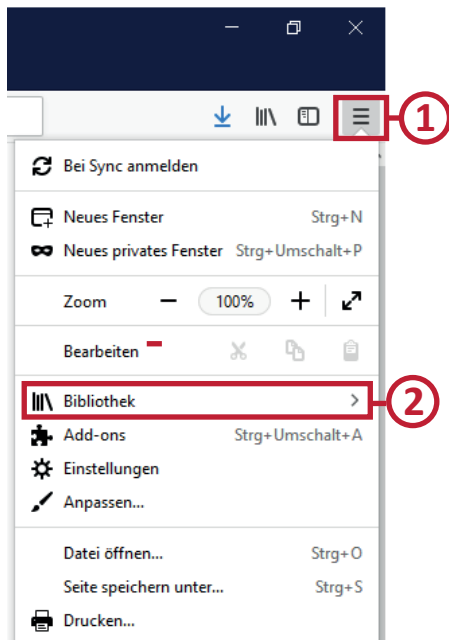 1
Bei Sync anmelden
Neues Fenster Strg+N
Neues privates Fenster Strg+Umschalt+P
Zoom 100%
Bearbeiten
Bibliothek
2
Add-ons Strg+Umschalt+A
Einstellungen
Anpassen...
Datei öffnen... Strg+O
Seite speichern unter... Strg+S
Drucken...